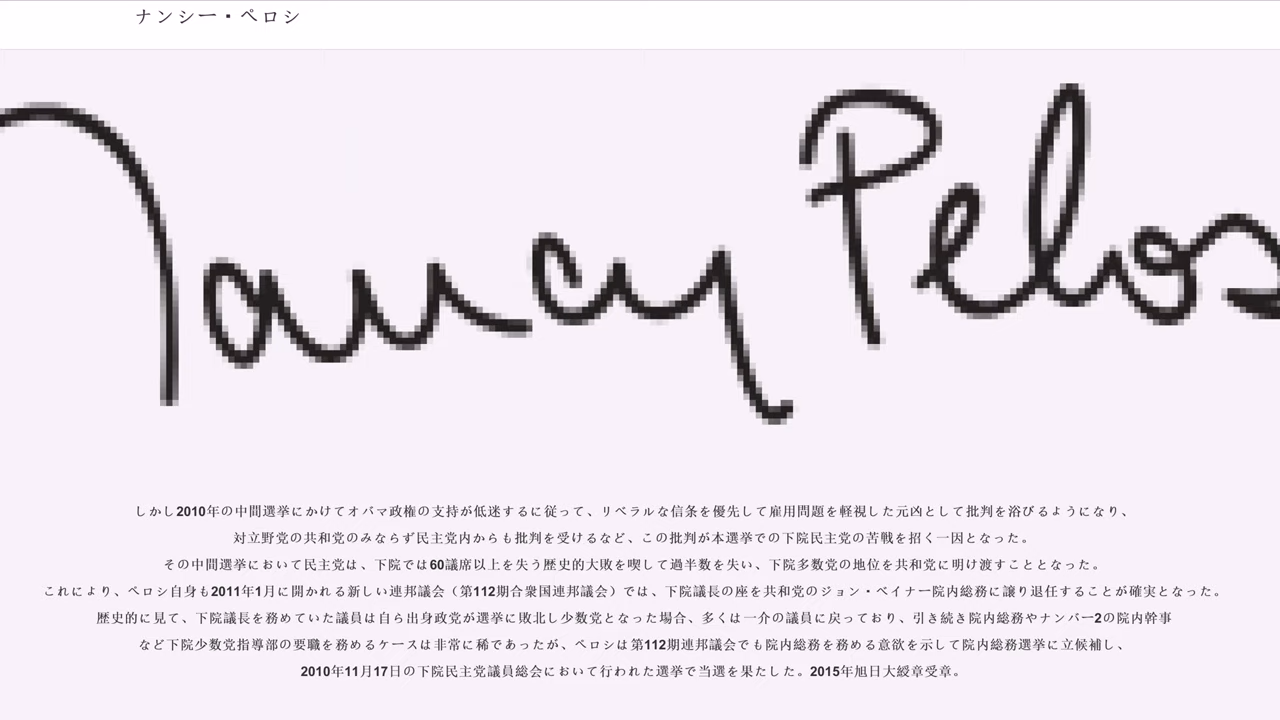 ナンシー・ペロシ
Nancy Pelos
しかし2010年の中間選挙にかけてオバマ政権の支持が低迷するに従って、リベラルな信条を優先して雇用問題を軽視した元凶として批判を浴びるようになり、
対立野党の共和党のみならず民主党内からも批判を受けるなど、この批判が本選挙での下院民主党の苦戦を招く一因となった。
その中間選挙において民主党は、下院では60議席以上を失う歴史的大敗を喫して過半数を失い、下院多数党の地位を共和党に明け渡すこととなった。
これにより、ペロシ自身も2011年1月に開かれる新しい連邦議会（第112期合衆国連邦議会）では、下院議長の座を共和党のジョン・ベイナー院内総務に譲り退任することが確実となった。
歴史的に見て、下院議長を務めていた議員は自ら出身政党が選挙に敗北し少数党となった場合、多くは一介の議員に戻っており、引き続き院内総務やナンバー2の院内幹事
など下院少数党指導部の要職を務めるケースは非常に稀であったが、ペロシは第112期連邦議会でも院内総務を務める意欲を示して院内総務選挙に立候補し、
2010年11月17日の下院民主党議員総会において行われた選挙で当選を果たした。2015年旭日大綬章受章。